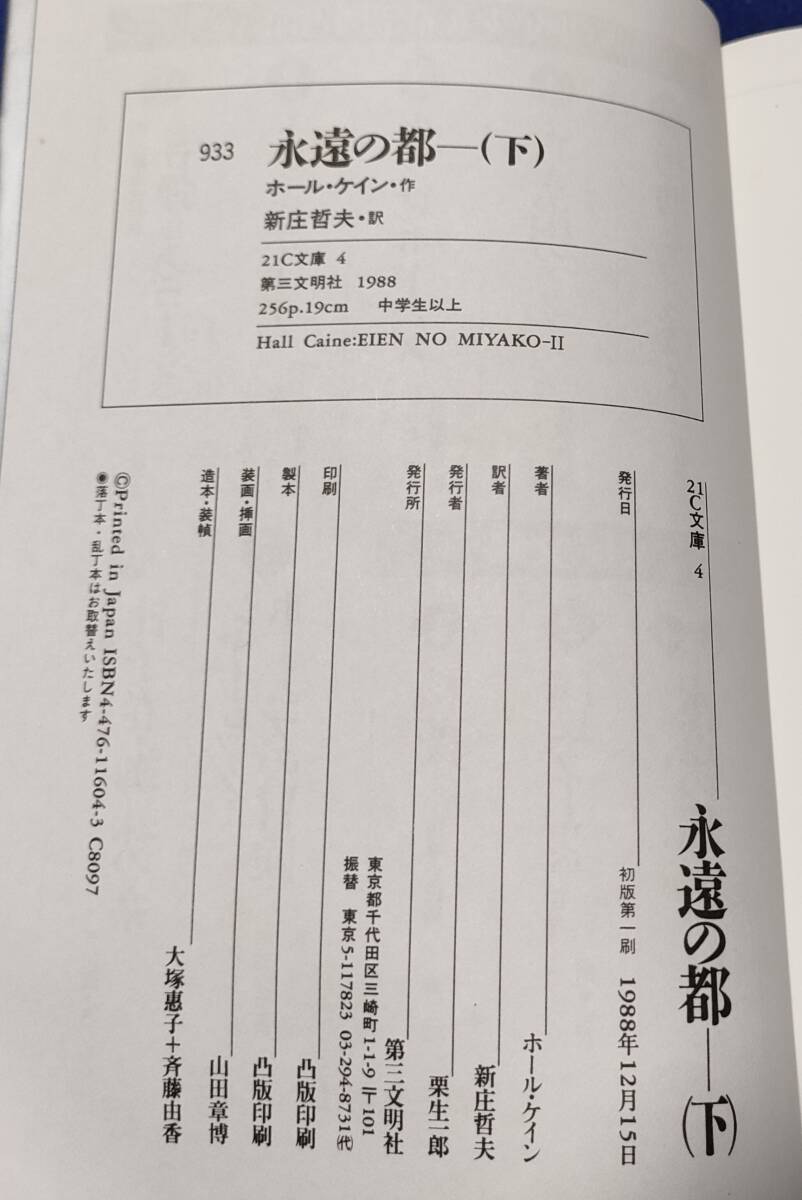 933 永遠の都―(下)
ホール・ケイン・作
新庄哲夫・訳
21C文庫 4
第三文明社 1988
256p.19cm 中学生以上
Hall Caine:EIEN NO MIYAKO-II
21C文庫 4 永遠の都―(下)
発行日 初版第一刷 1988年12月15日
著者 ホール・ケイン
訳者 新庄哲夫
発行者 栗生一郎
発行所 第三文明社
東京都千代田区三崎町1-1-9 〒101
振替 東京5-117823 03-294-8731㈹
印刷 凸版印刷
製本 凸版印刷
装画・挿画 山田章博
造本・装幀 大塚惠子+斉藤由香
©Printed in Japan ISBN4-476-11604-3 C8097
◉落丁本・乱丁本はお取替えいたします